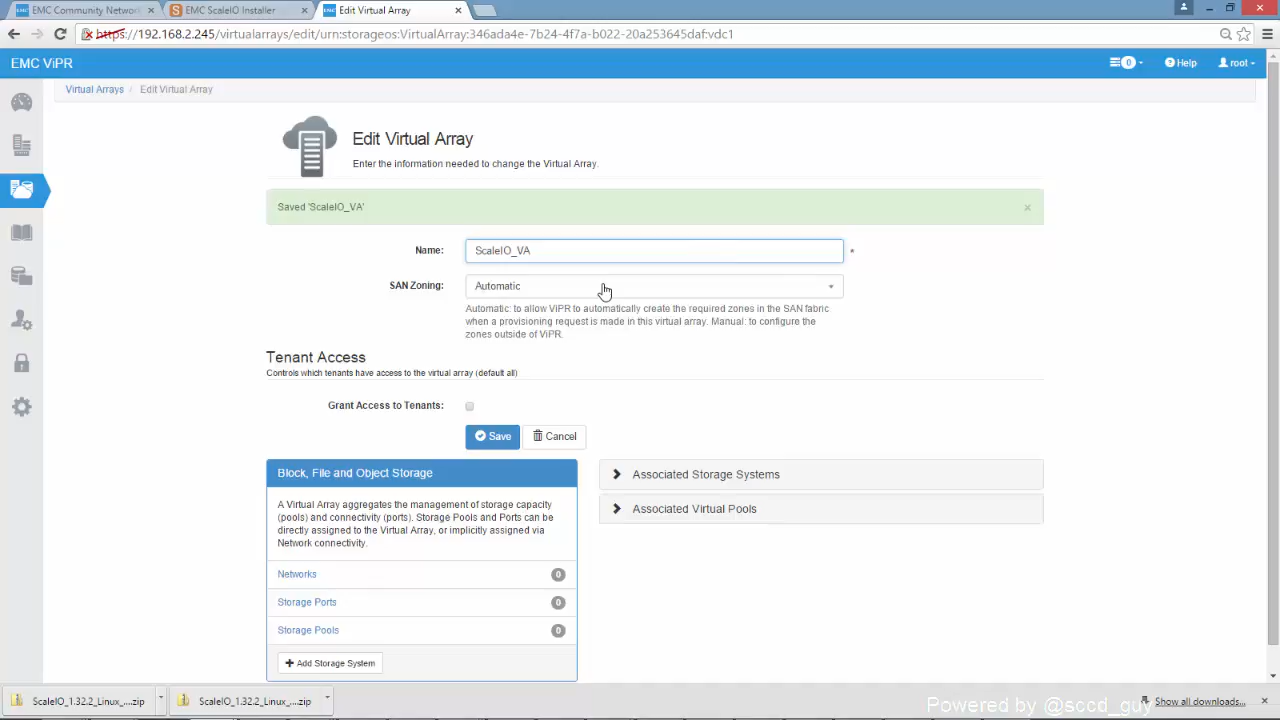 EMC Community Network
EMC ScaleIO Installer
Edit Virtual Array
https://192.168.2.245/virtualarrays/edit/urn:storageos:VirtualArray:346ada4e-7b24-4f7a-b022-20a253645daf:vdc1
EMC ViPR
0
Help
root
Virtual Arrays / Edit Virtual Array
Edit Virtual Array
Enter the information needed to change the Virtual Array.
Saved 'ScaleIO_VA'
×
Name: ScaleIO_VA *
SAN Zoning: Automatic
Automatic: to allow ViPR to automatically create the required zones in the SAN fabric
when a provisioning request is made in this virtual array. Manual: to configure the
zones outside of ViPR.
Tenant Access
Controls which tenants have access to the virtual array (default all)
Grant Access to Tenants:
Save Cancel
Block, File and Object Storage
A Virtual Array aggregates the management of storage capacity
(pools) and connectivity (ports). Storage Pools and Ports can be
directly assigned to the Virtual Array, or implicitly assigned via
Network connectivity.
Networks 0
Storage Ports 0
Storage Pools 0
Add Storage System
Associated Storage Systems
Associated Virtual Pools
ScaleIO_1.32.2_Linux_....zip
ScaleIO_1.32.2_Linux_....zip
Show all downloads...
Powered by @sccd_guy